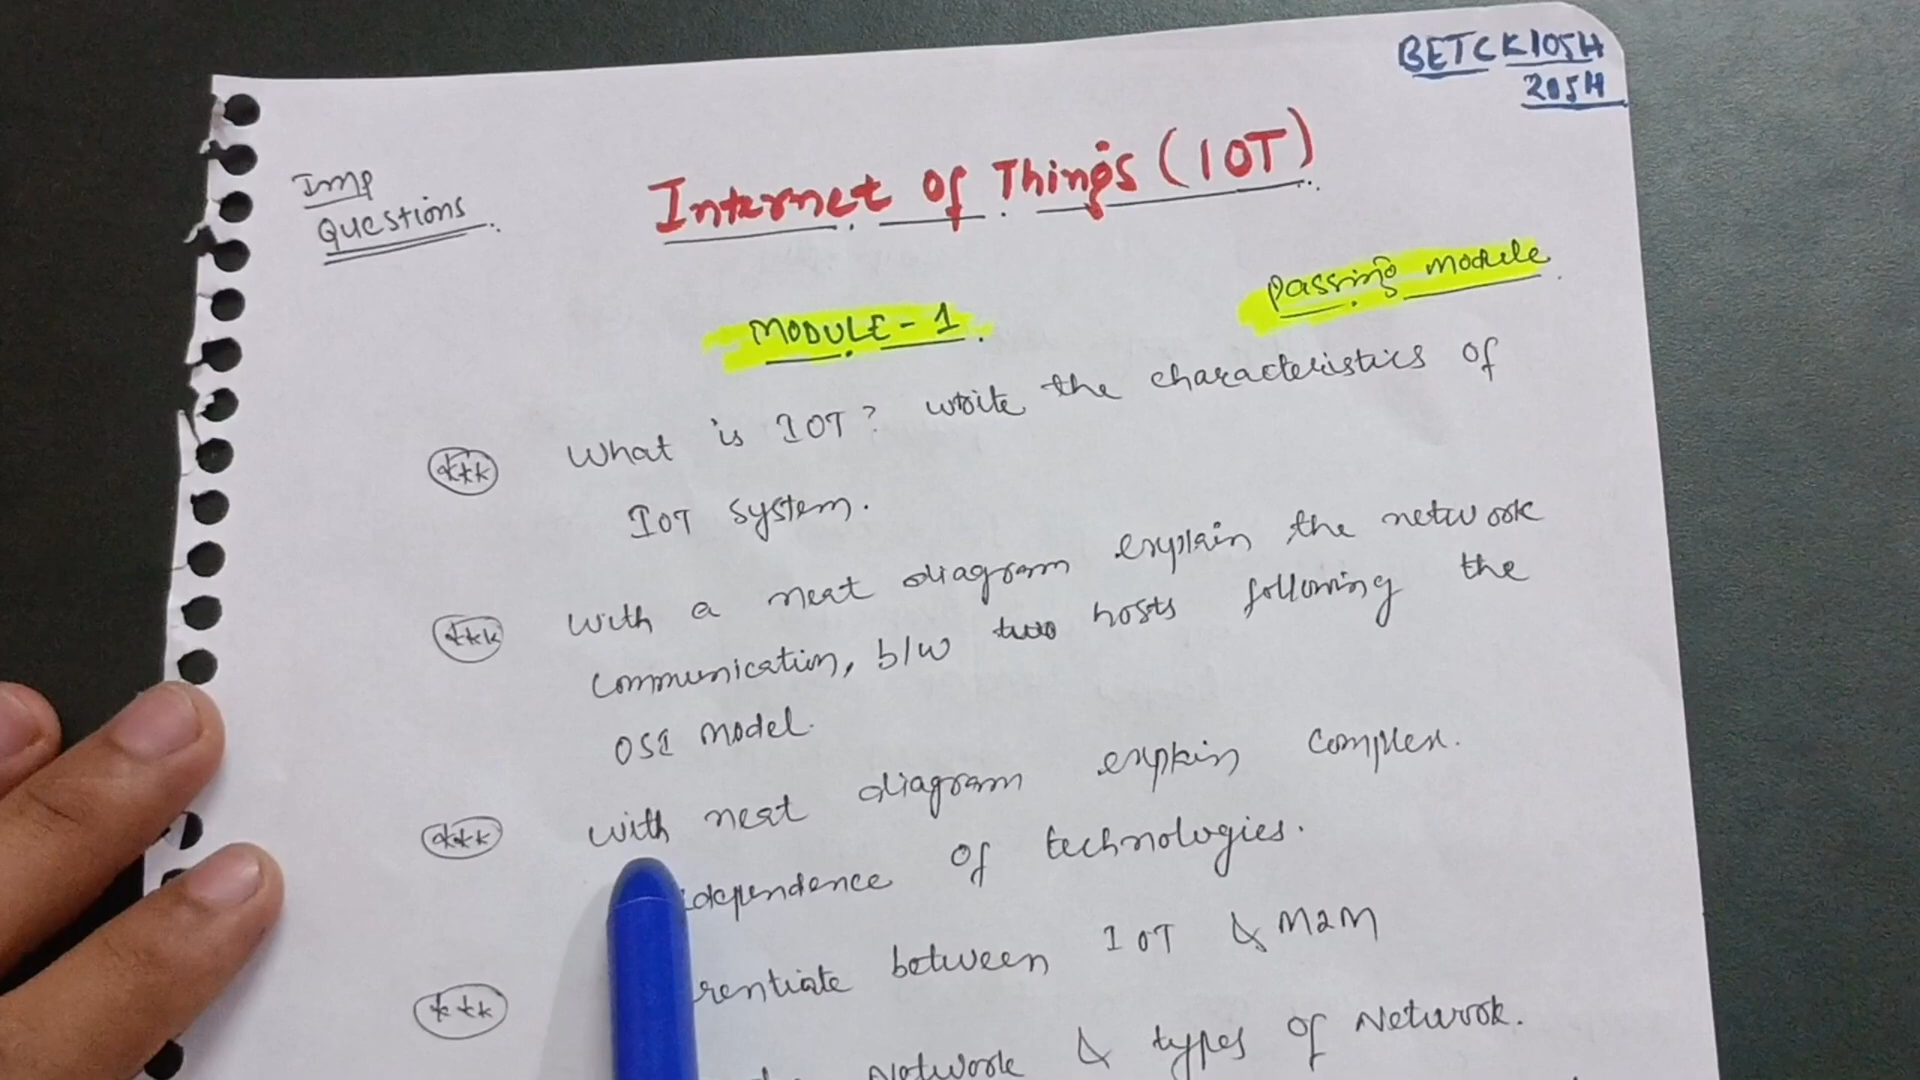 BETCK105H
205H
Imp
Questions
Internet Of Things (IOT)
Passing Module
MODULE-1
*** What is IOT? write the characteristics of
IOT system.
*** With a neat diagram explain the network
communication, b/w two hosts following the
OSI Model.
*** With neat diagram explain complex
dependence of technologies.
*** rentiate between IOT & M2M
Network & types of Network.